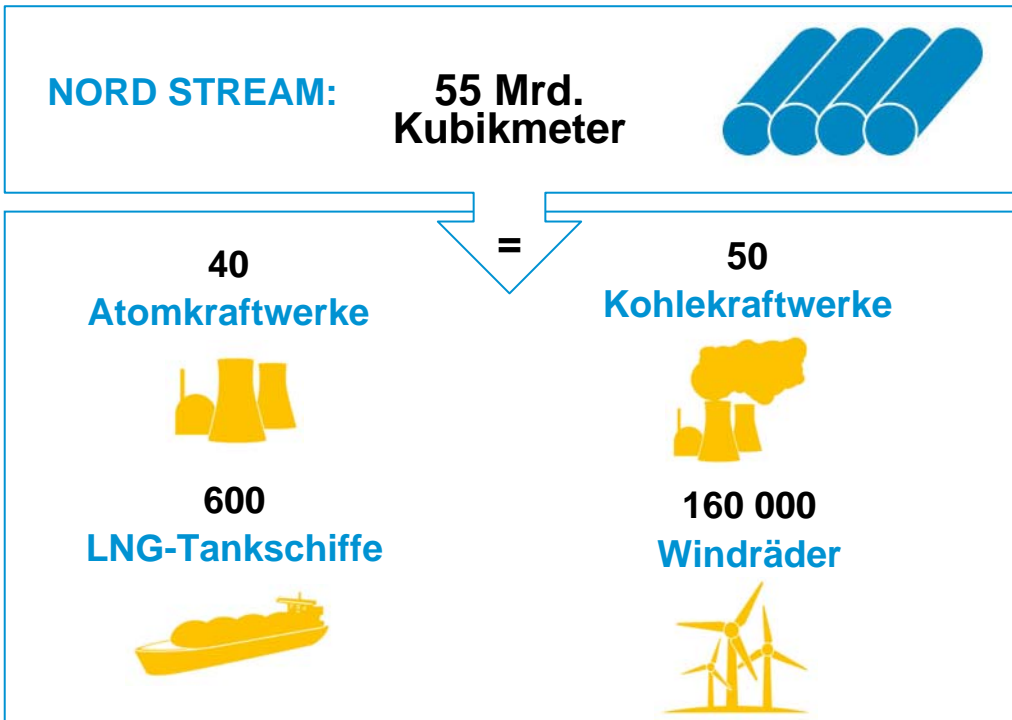 NORD STREAM:
55 Mrd.
Kubikmeter
=
40
Atomkraftwerke
50
Kohlekraftwerke
600
LNG-Tankschiffe
160 000
Windräder